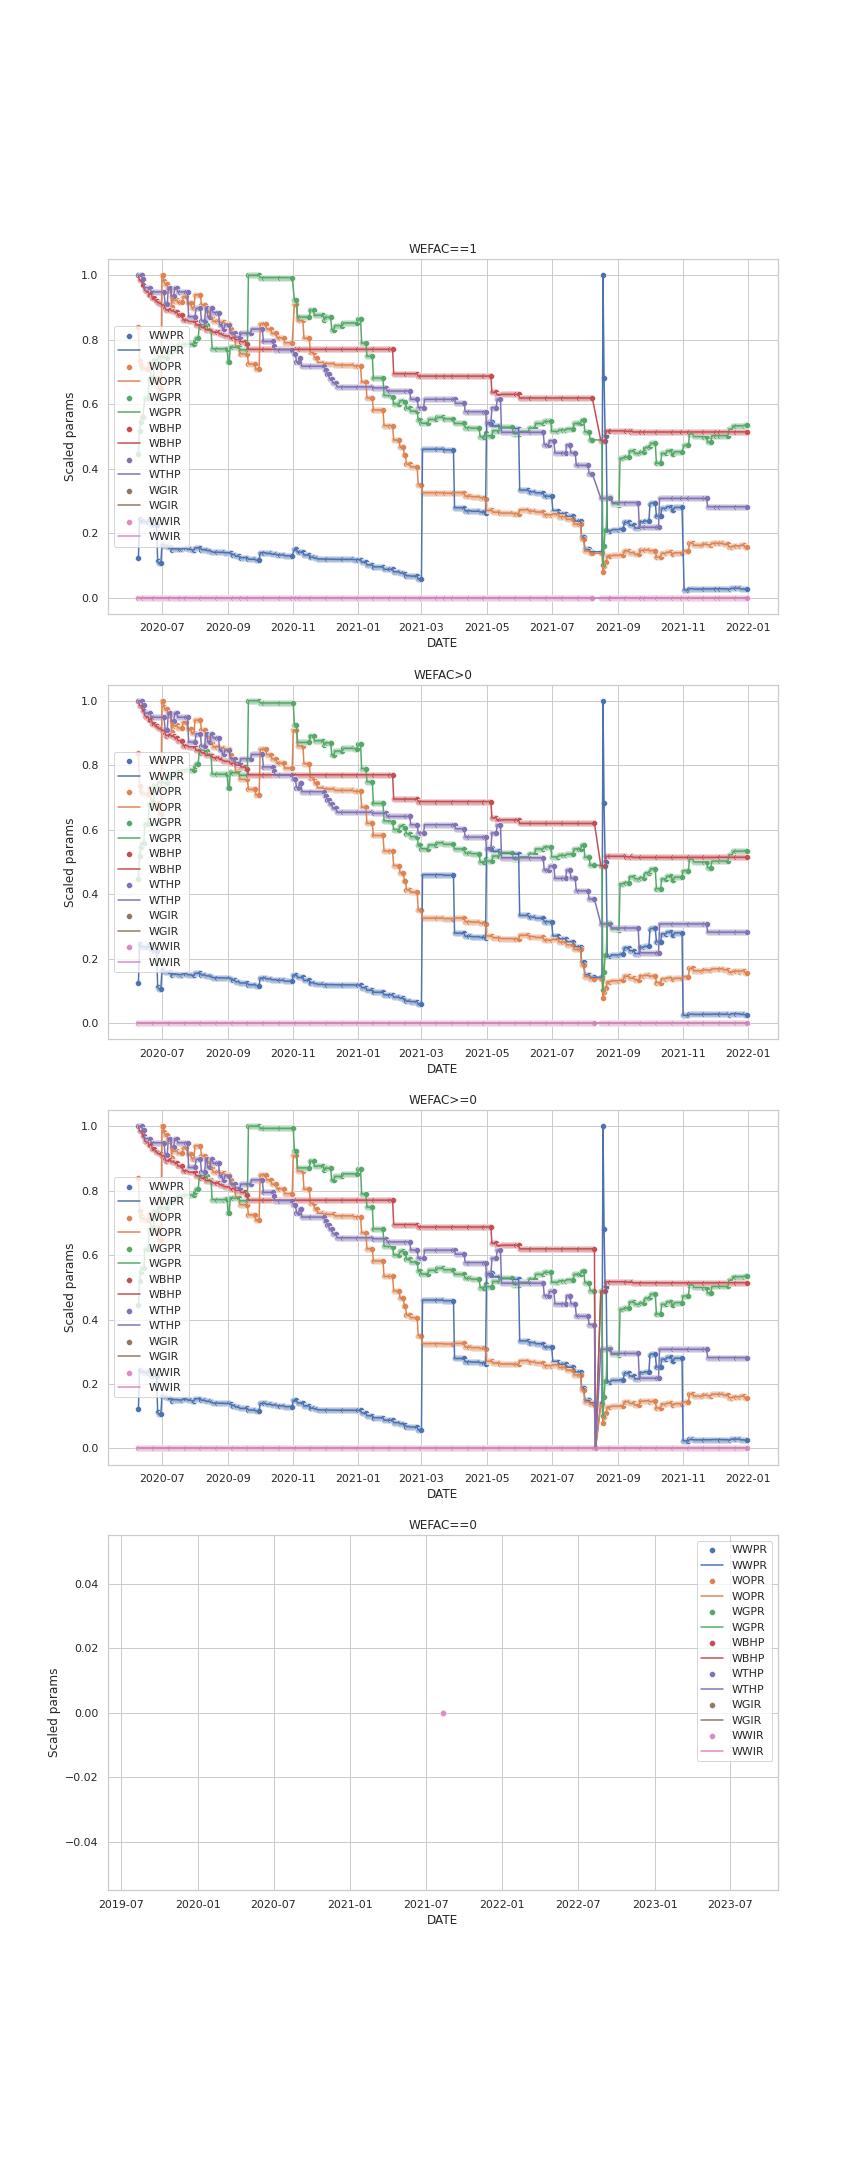 WEFAC==1
1.0
0.8
0.6
0.4
0.2
0.0
Scaled params
WWPR
WWPR
WOPR
WOPR
WGPR
WGPR
WBHP
WBHP
WTHP
WTHP
WGIR
WGIR
WWIR
WWIR
2020-07 2020-09 2020-11 2021-01 2021-03 2021-05 2021-07 2021-09 2021-11 2022-01
DATE
WEFAC>0
1.0
0.8
0.6
0.4
0.2
0.0
Scaled params
WWPR
WWPR
WOPR
WOPR
WGPR
WGPR
WBHP
WBHP
WTHP
WTHP
WGIR
WGIR
WWIR
WWIR
2020-07 2020-09 2020-11 2021-01 2021-03 2021-05 2021-07 2021-09 2021-11 2022-01
DATE
WEFAC>=0
1.0
0.8
0.6
0.4
0.2
0.0
Scaled params
WWPR
WWPR
WOPR
WOPR
WGPR
WGPR
WBHP
WBHP
WTHP
WTHP
WGIR
WGIR
WWIR
WWIR
2020-07 2020-09 2020-11 2021-01 2021-03 2021-05 2021-07 2021-09 2021-11 2022-01
DATE
WEFAC==0
0.04
0.02
0.00
−0.02
−0.04
Scaled params
WWPR
WWPR
WOPR
WOPR
WGPR
WGPR
WBHP
WBHP
WTHP
WTHP
WGIR
WGIR
WWIR
WWIR
2019-07 2020-01 2020-07 2021-01 2021-07 2022-01 2022-07 2023-01 2023-07
DATE